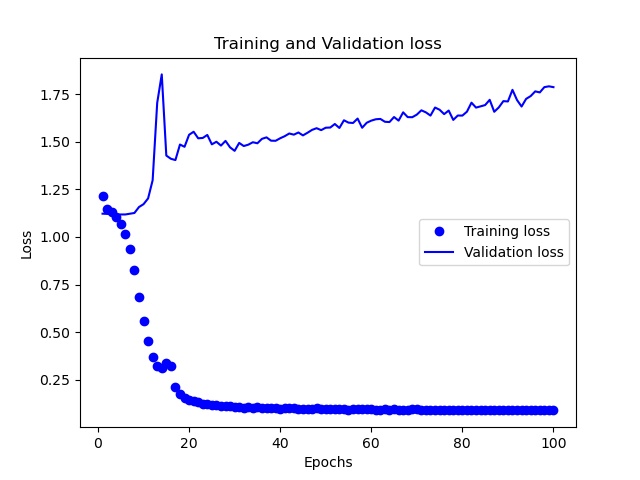 Training and Validation loss
1.75
1.50
1.25
1.00
0.75
0.50
0.25
Loss
Training loss
Validation loss
0 20 40 60 80 100
Epochs